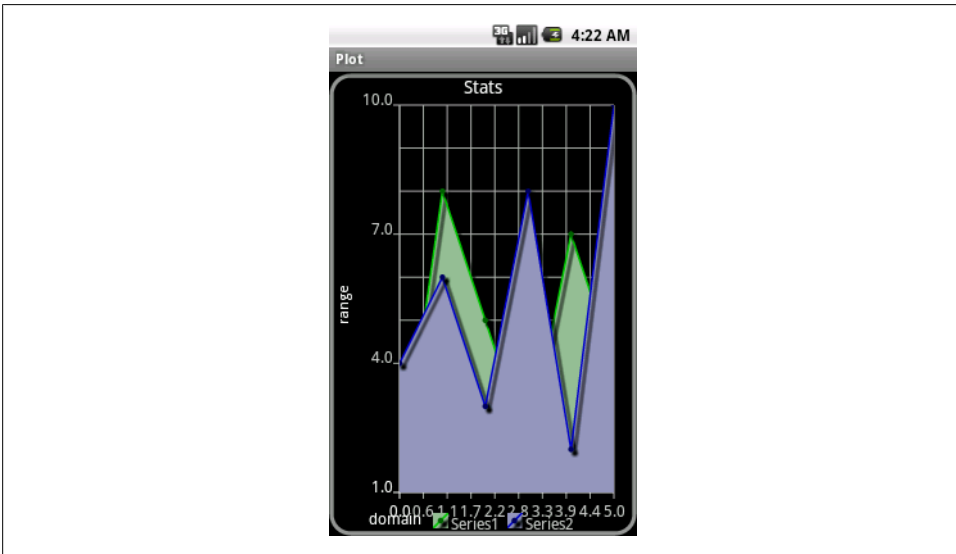 3G
4:22 AM
Plot
Stats
10.0
7.0
4.0
1.0
range
0.0 0.6 1.1 1.7 2.2 2.8 3.3 3.9 4.4 5.0
domain Series1 Series2